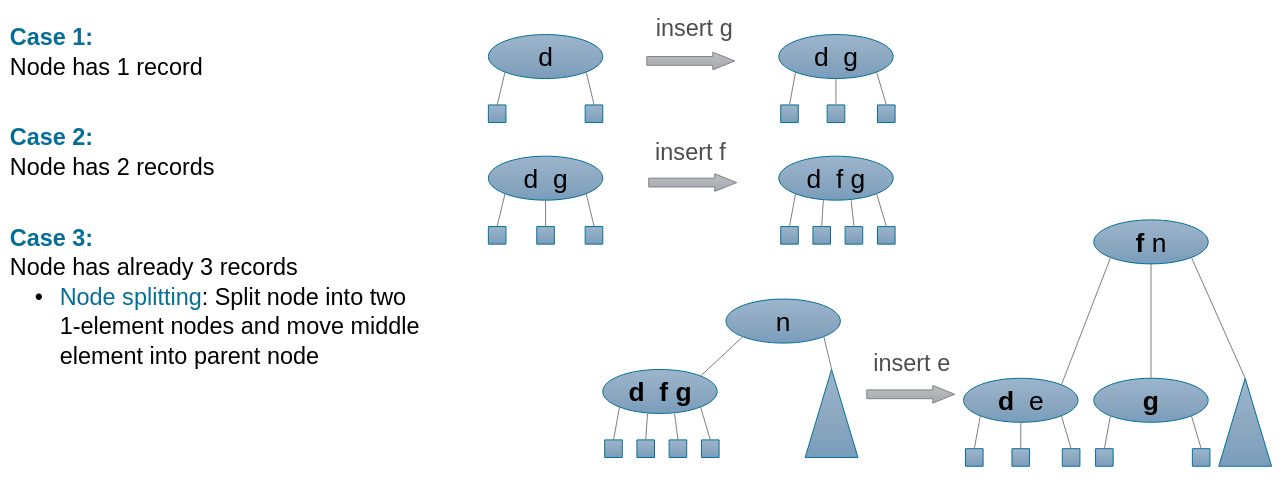 Case 1:
Node has 1 record
Case 2:
Node has 2 records
Case 3:
Node has already 3 records
• Node splitting: Split node into two
1-element nodes and move middle
element into parent node
d
insert g
d g
d g
insert f
d f g
n
d f g
insert e
f n
d e
g